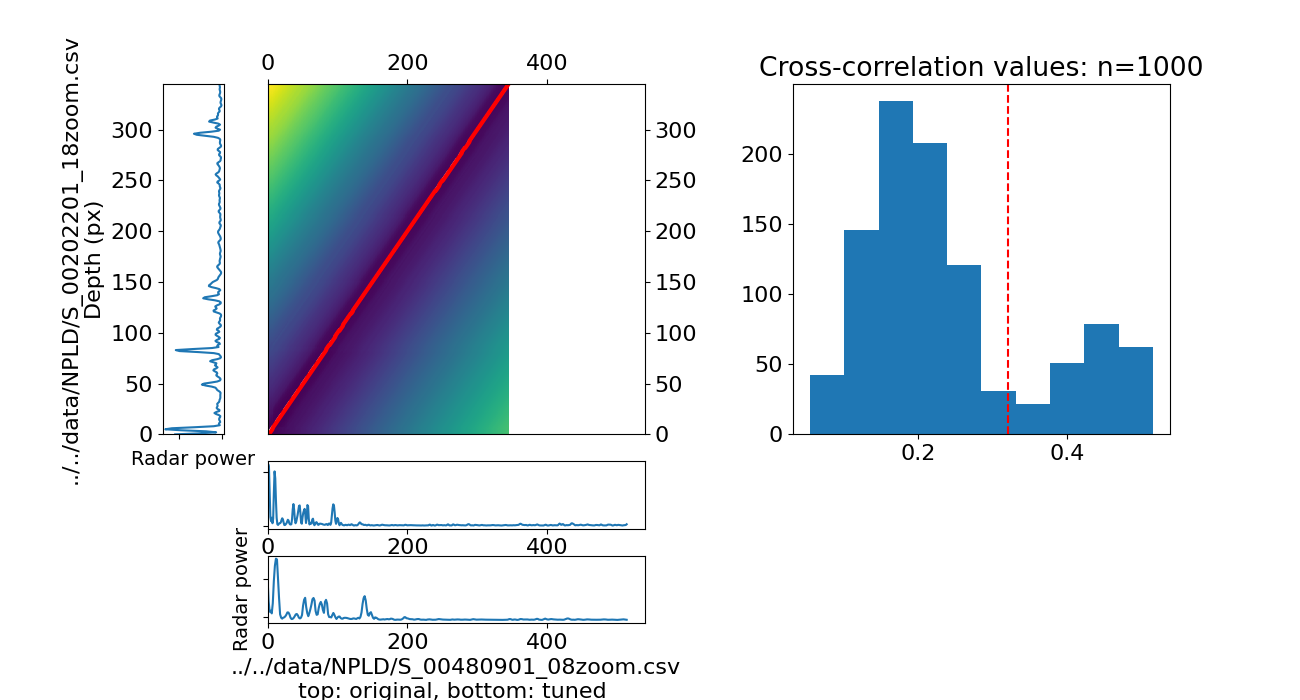 0 200 400
Cross-correlation values: n=1000
../../data/NPLD/S_00202201_18zoom.csv
Depth (px)
300
250
200
150
100
50
0
Radar power
300
250
200
150
100
50
0
200
150
100
50
0
0.2 0.4
0 200 400
Radar power
0 200 400
../../data/NPLD/S_00480901_08zoom.csv
top: original, bottom: tuned